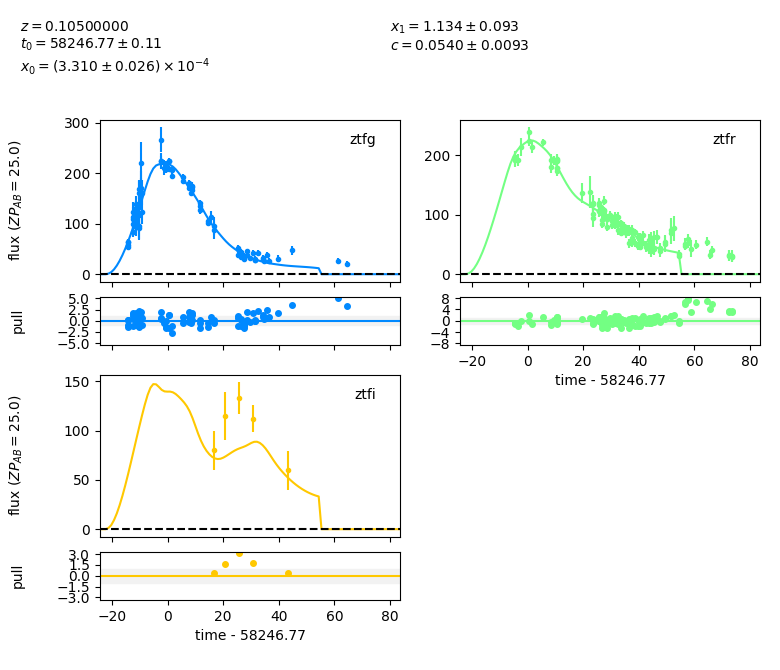 z = 0.10500000
t₀ = 58246.77 ± 0.11
x₀ = (3.310 ± 0.026) × 10⁻⁴
x₁ = 1.134 ± 0.093
c = 0.0540 ± 0.0093
flux (ZP_AB = 25.0)
300
200
100
0
ztfg
200
100
0
ztfr
pull
5.0
2.5
0.0
−2.5
−5.0
8
4
0
−4
−8
−20 0 20 40 60 80
time - 58246.77
flux (ZP_AB = 25.0)
150
100
50
0
ztfi
pull
3.0
1.5
0.0
−1.5
−3.0
−20 0 20 40 60 80
time - 58246.77